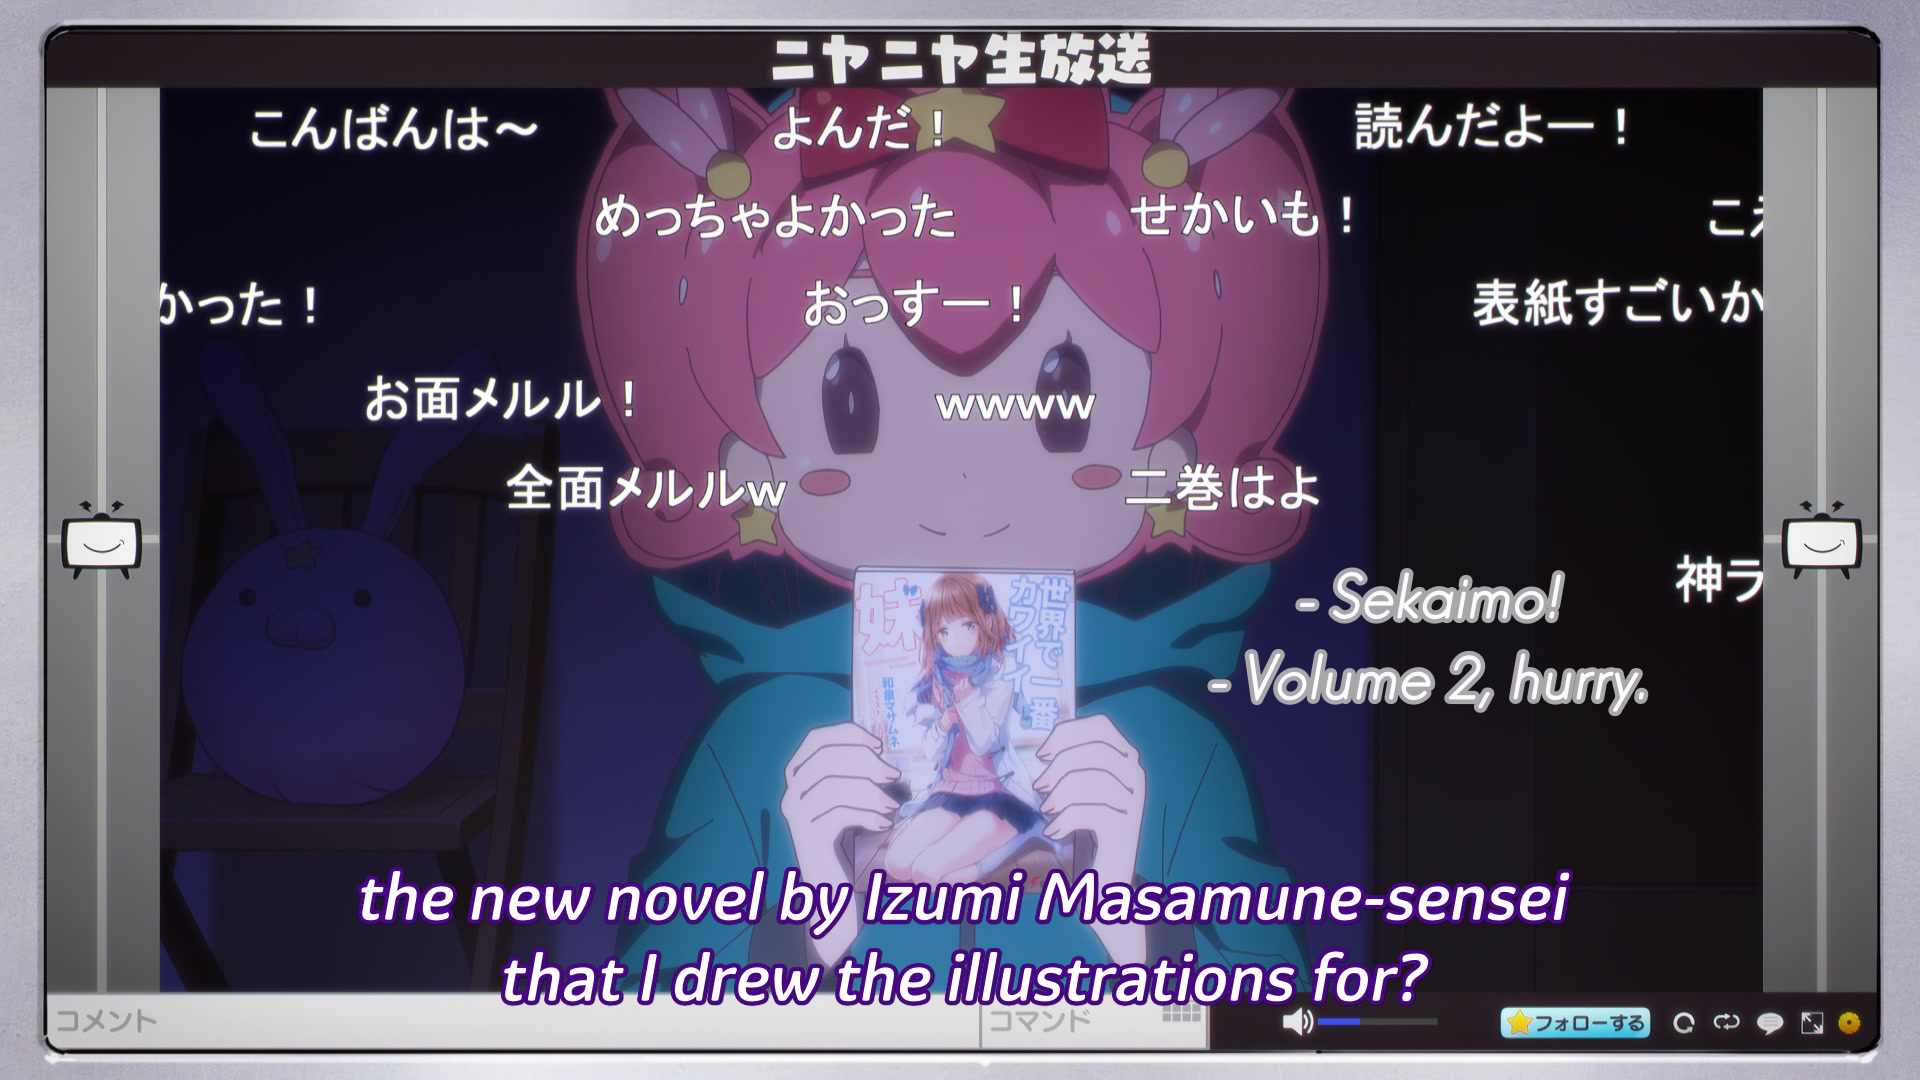 ニヤニヤ生放送
こんばんは～
よんだ！
読んだよー！
めっちゃよかった
せかいも！
こえ
かった！
おっすー！
表紙すごいか
お面メルル！
wwww
全面メルルw
二巻はよ
神ラ
- Sekaimo!
- Volume 2, hurry.
世界で一番
カワイイ
妹
和泉マサムネ
the new novel by Izumi Masamune-sensei
that I drew the illustrations for?
コメント
コマンド
フォローする